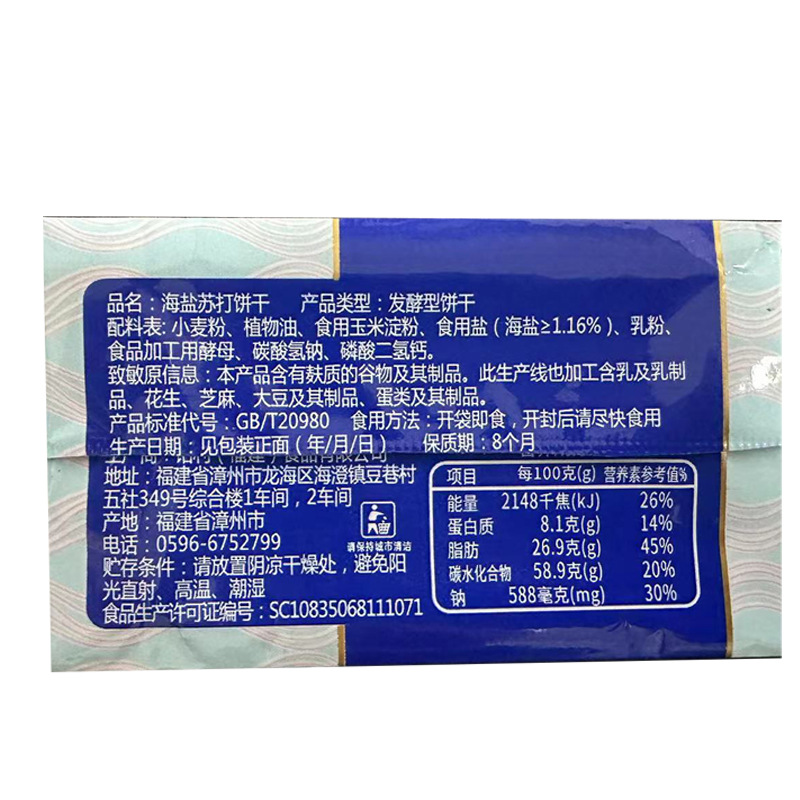 品名：海盐苏打饼干 产品类型：发酵型饼干
配料表: 小麦粉、植物油、食用玉米淀粉、食用盐（海盐≥1.16%）、乳粉、
食品加工用酵母、碳酸氢钠、磷酸二氢钙。
致敏原信息：本产品含有麸质的谷物及其制品。此生产线也加工含乳及乳制
品、花生、芝麻、大豆及其制品、蛋类及其制品。
产品标准代号：GB/T20980 食用方法：开袋即食，开封后请尽快食用
生产日期：见包装正面（年/月/日） 保质期：8个月
食品有限公司
地址：福建省漳州市龙海区海澄镇豆巷村
五社349号综合楼1车间，2车间
产地：福建省漳州市
电话：0596-6752799
贮存条件：请放置阴凉干燥处，避免阳
光直射、高温、潮湿
食品生产许可证编号：SC10835068111071
请保持城市清洁
项目 每100克(g) 营养素参考值%
能量 2148千焦(kJ) 26%
蛋白质 8.1克(g) 14%
脂肪 26.9克(g) 45%
碳水化合物 58.9克(g) 20%
钠 588毫克(mg) 30%